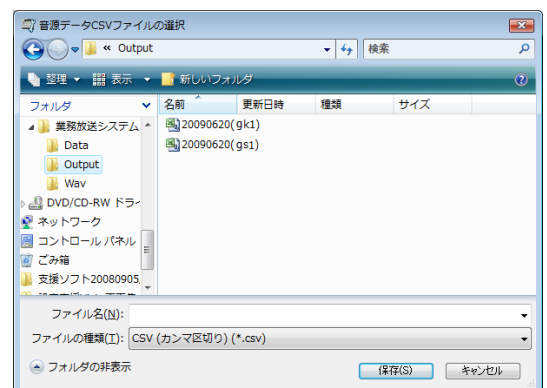 音源データCSVファイルの選択
« Output
検索
整理 表示 新しいフォルダ
フォルダ
名前 更新日時 種類 サイズ
業務放送システム
Data
Output
Wav
DVD/CD-RW ドラ
ネットワーク
コントロール パネル
ごみ箱
支援ソフト20080905
20090620(gk1)
20090620(gs1)
ファイル名(N):
ファイルの種類(T): CSV (カンマ区切り) (*.csv)
フォルダの非表示
保存(S) キャンセル